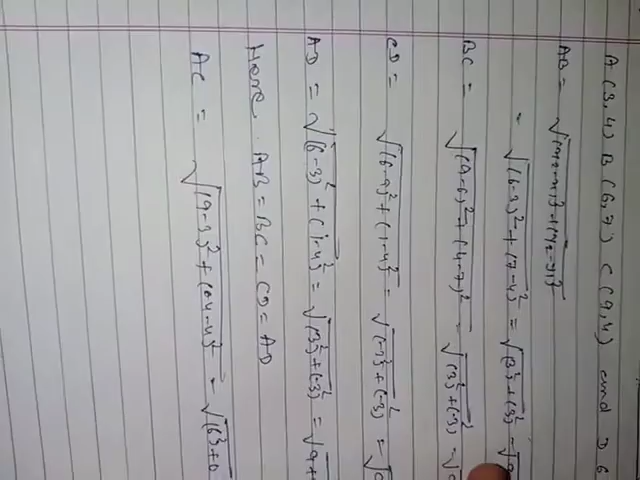 A (3,4) B (6,7) C (9,4) and D 6
AB = √(x2-x1)²+(y2-y1)²
= √(6-3)²+(7-4)² = √(3)²+(3)² = √9
BC = √(9-6)²+(4-7)² = √(3)²+(-3)² = √9
CD = √(6-9)²+(1-4)² = √(-3)²+(-3)² = √9
AD = √(6-3)²+(1-4)² = √(3)²+(-3)² = √9+
Here AB=BC=CD=AD
AC = √(9-3)²+(4-4)² = √(6)²+0